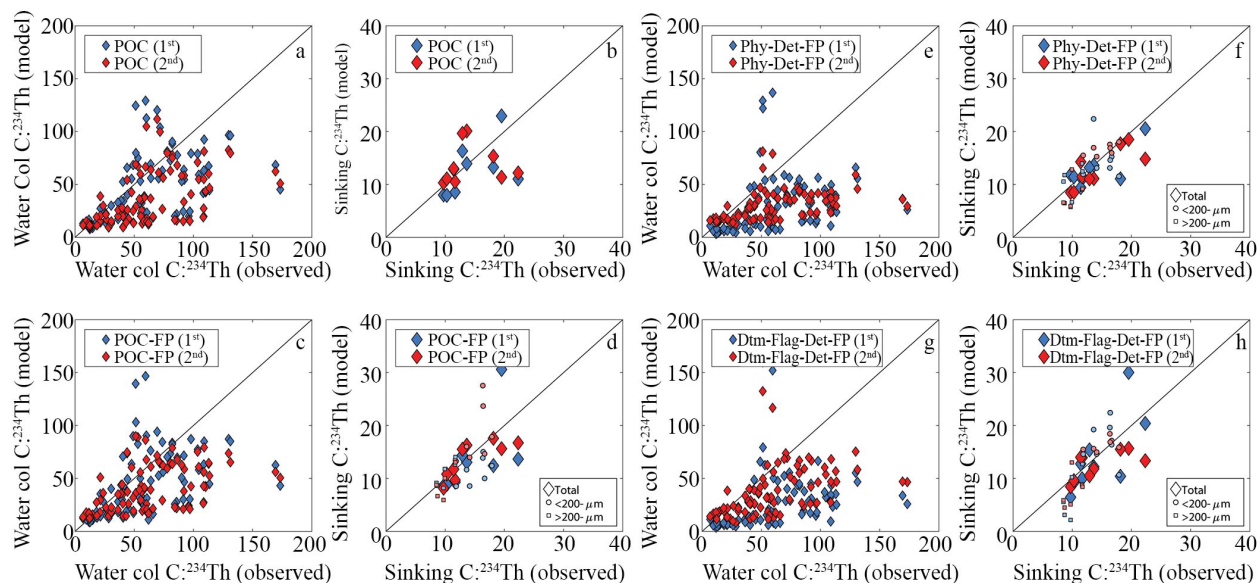 Water Col C:²³⁴Th (model)
200
150
100
50
0
POC (1ˢᵗ)
POC (2ⁿᵈ)
a
0 50 100 150 200
Water col C:²³⁴Th (observed)
Sinking C:²³⁴Th (model)
40
30
20
10
0
POC (1ˢᵗ)
POC (2ⁿᵈ)
b
0 10 20 30 40
Sinking C:²³⁴Th (observed)
Water col C:²³⁴Th (model)
200
150
100
50
0
Phy-Det-FP (1ˢᵗ)
Phy-Det-FP (2ⁿᵈ)
e
0 50 100 150 200
Water col C:²³⁴Th (observed)
Sinking C:²³⁴Th (model)
40
30
20
10
0
Phy-Det-FP (1ˢᵗ)
Phy-Det-FP (2ⁿᵈ)
f
Total
<200-μm
>200-μm
0 10 20 30 40
Sinking C:²³⁴Th (observed)
Water col C:²³⁴Th (model)
200
150
100
50
0
POC-FP (1ˢᵗ)
POC-FP (2ⁿᵈ)
c
0 50 100 150 200
Water col C:²³⁴Th (observed)
Sinking C:²³⁴Th (model)
40
30
20
10
0
POC-FP (1ˢᵗ)
POC-FP (2ⁿᵈ)
d
Total
<200-μm
>200-μm
0 10 20 30 40
Sinking C:²³⁴Th (observed)
Water col C:²³⁴Th (model)
200
150
100
50
0
Dtm-Flag-Det-FP (1ˢᵗ)
Dtm-Flag-Det-FP (2ⁿᵈ)
g
0 50 100 150 200
Water col C:²³⁴Th (observed)
Sinking C:²³⁴Th (model)
40
30
20
10
0
Dtm-Flag-Det-FP (1ˢᵗ)
Dtm-Flag-Det-FP (2ⁿᵈ)
h
Total
<200-μm
>200-μm
0 10 20 30 40
Sinking C:²³⁴Th (observed)